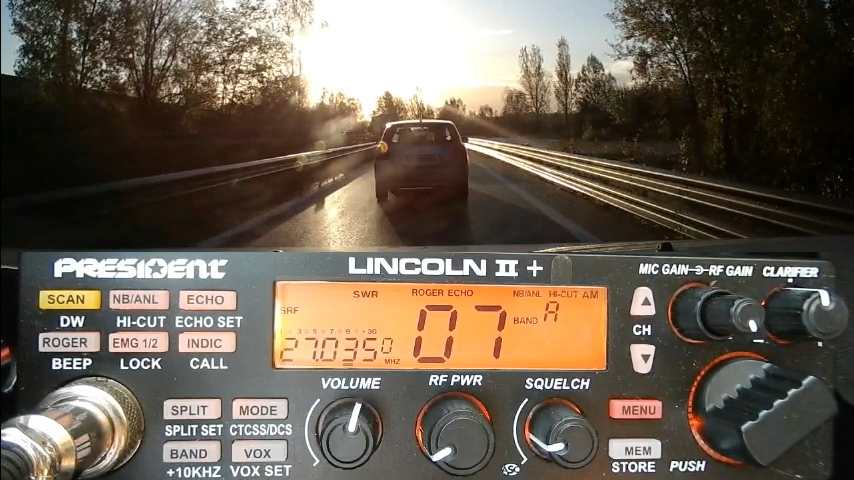 PRESIDENT
LINCOLN II +
MIC GAIN RF GAIN CLARIFIER
SCAN NB/ANL ECHO
DW HI-CUT ECHO SET
ROGER EMG 1/2 INDIC
BEEP LOCK CALL
SWR ROGER ECHO NB/ANL HI-CUT AM
SRF
07 BAND A
27.0350 MHZ
CH
VOLUME RF PWR SQUELCH
SPLIT MODE
SPLIT SET CTCSS/DCS
BAND VOX
+10KHZ VOX SET
MENU
MEM
STORE PUSH